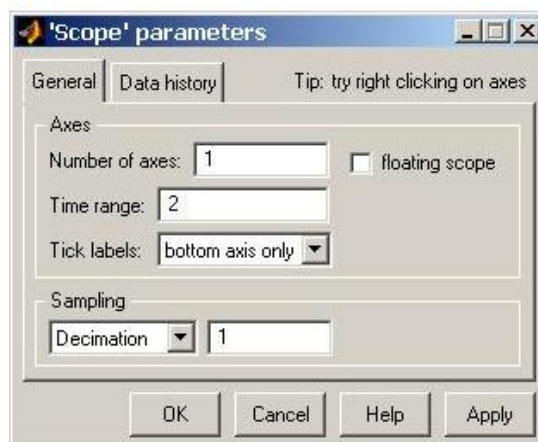 'Scope' parameters
General Data history Tip: try right clicking on axes
Axes
Number of axes: 1 floating scope
Time range: 2
Tick labels: bottom axis only
Sampling
Decimation 1
OK Cancel Help Apply